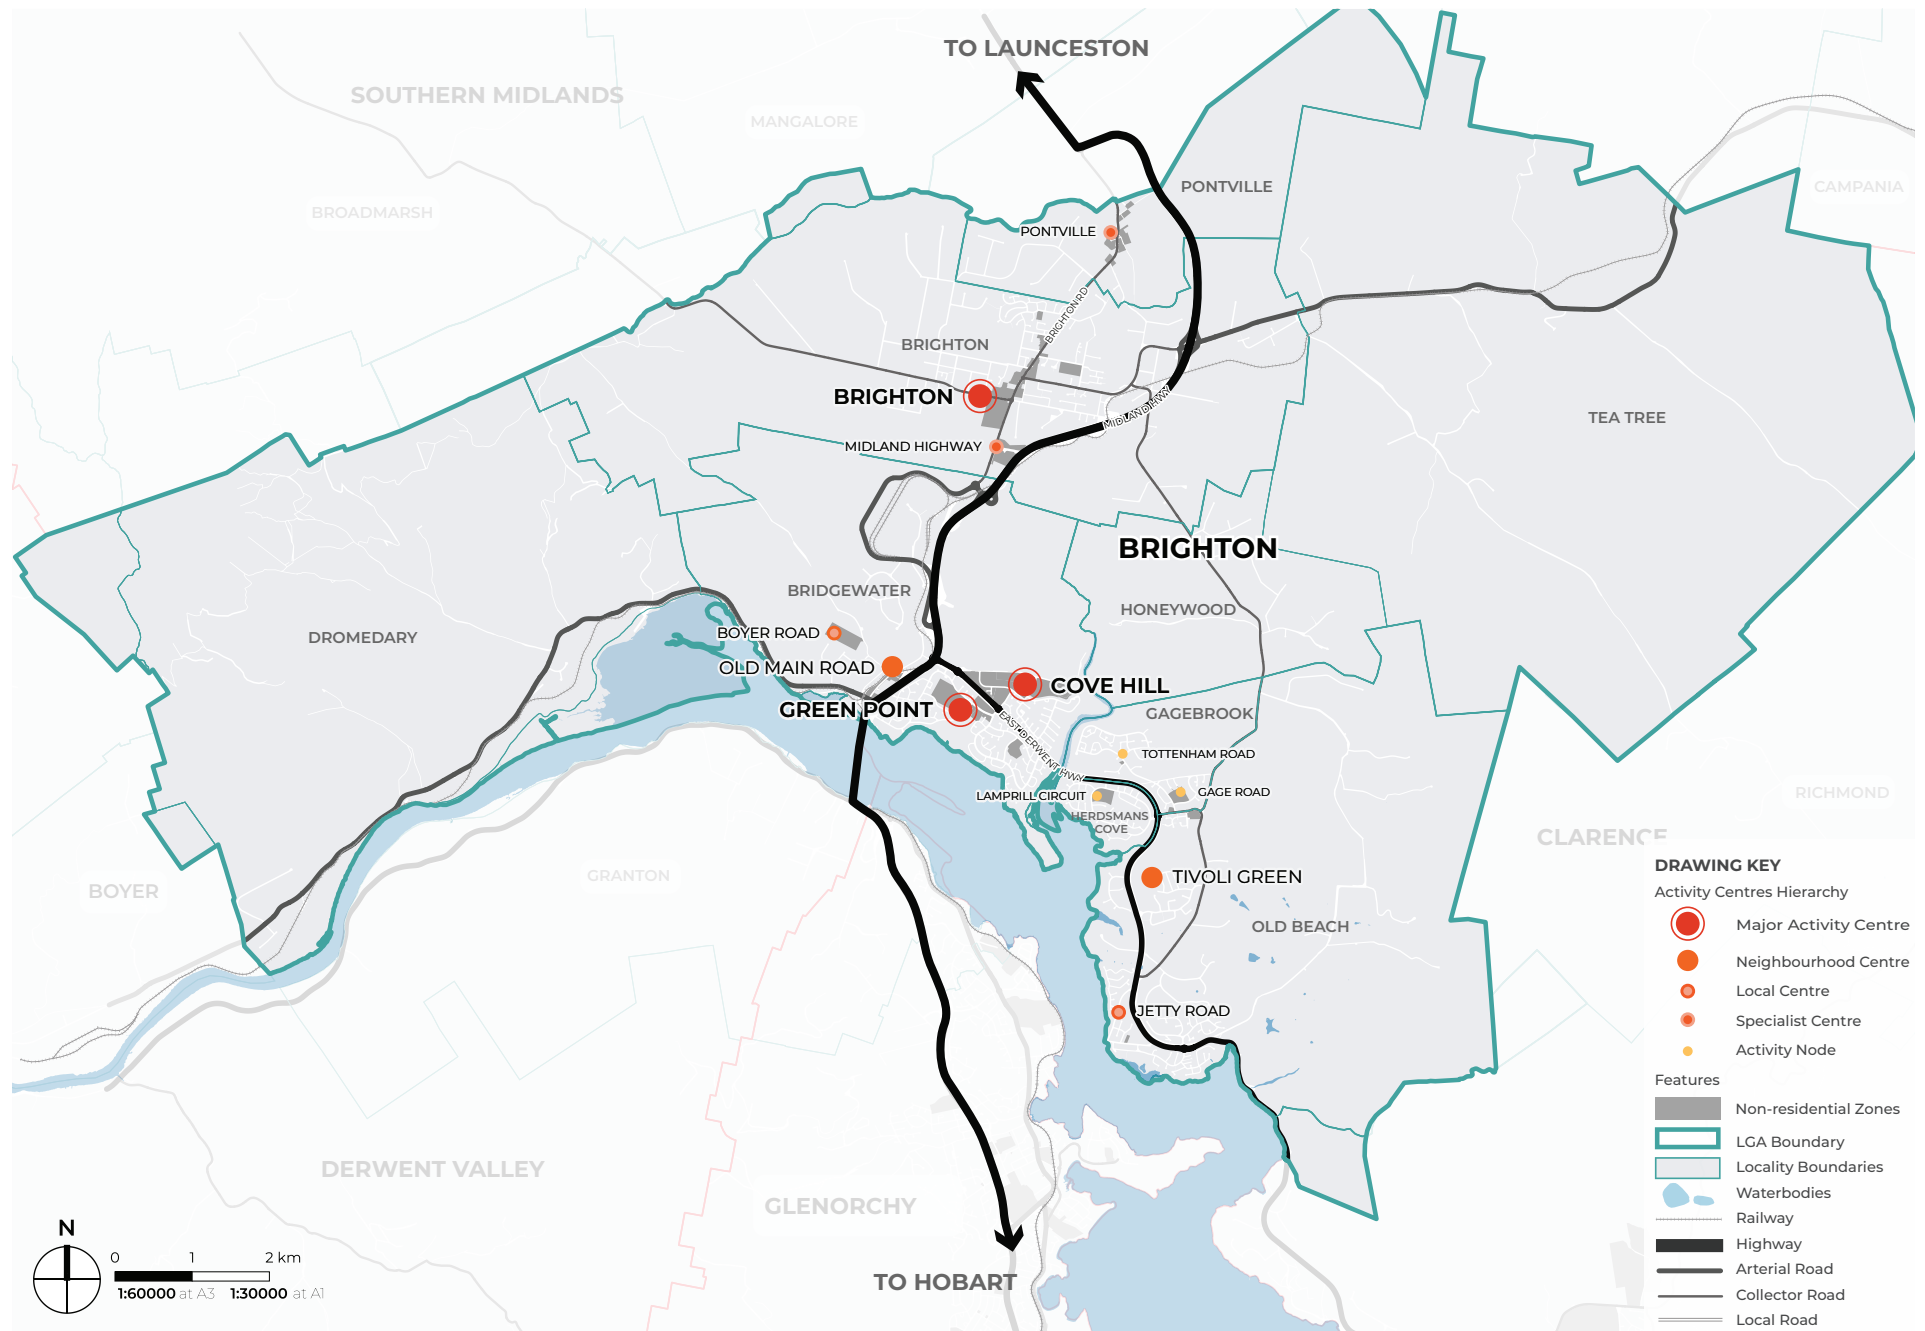 TO LAUNCESTON
SOUTHERN MIDLANDS
MANGALORE
PONTVILLE
CAMPANIA
BROADMARSH
PONTVILLE
BRIGHTON RD
BRIGHTON
BRIGHTON
MIDLAND HWY
TEA TREE
MIDLAND HIGHWAY
BRIGHTON
BRIDGEWATER
HONEYWOOD
DROMEDARY
BOYER ROAD
OLD MAIN ROAD
COVE HILL
GREEN POINT
GAGEBROOK
EAST DERWENT HWY
TOTTENHAM ROAD
LAMPRILL CIRCUIT
GAGE ROAD
RICHMOND
HERDSMANS
COVE
CLARENCE
GRANTON
BOYER
TIVOLI GREEN
OLD BEACH
JETTY ROAD
DERWENT VALLEY
GLENORCHY
TO HOBART
DRAWING KEY
Activity Centres Hierarchy
Major Activity Centre
Neighbourhood Centre
Local Centre
Specialist Centre
Activity Node
Features
Non-residential Zones
LGA Boundary
Locality Boundaries
Waterbodies
Railway
Highway
Arterial Road
Collector Road
Local Road
N
0 1 2 km
1:60000 at A3 1:30000 at A1